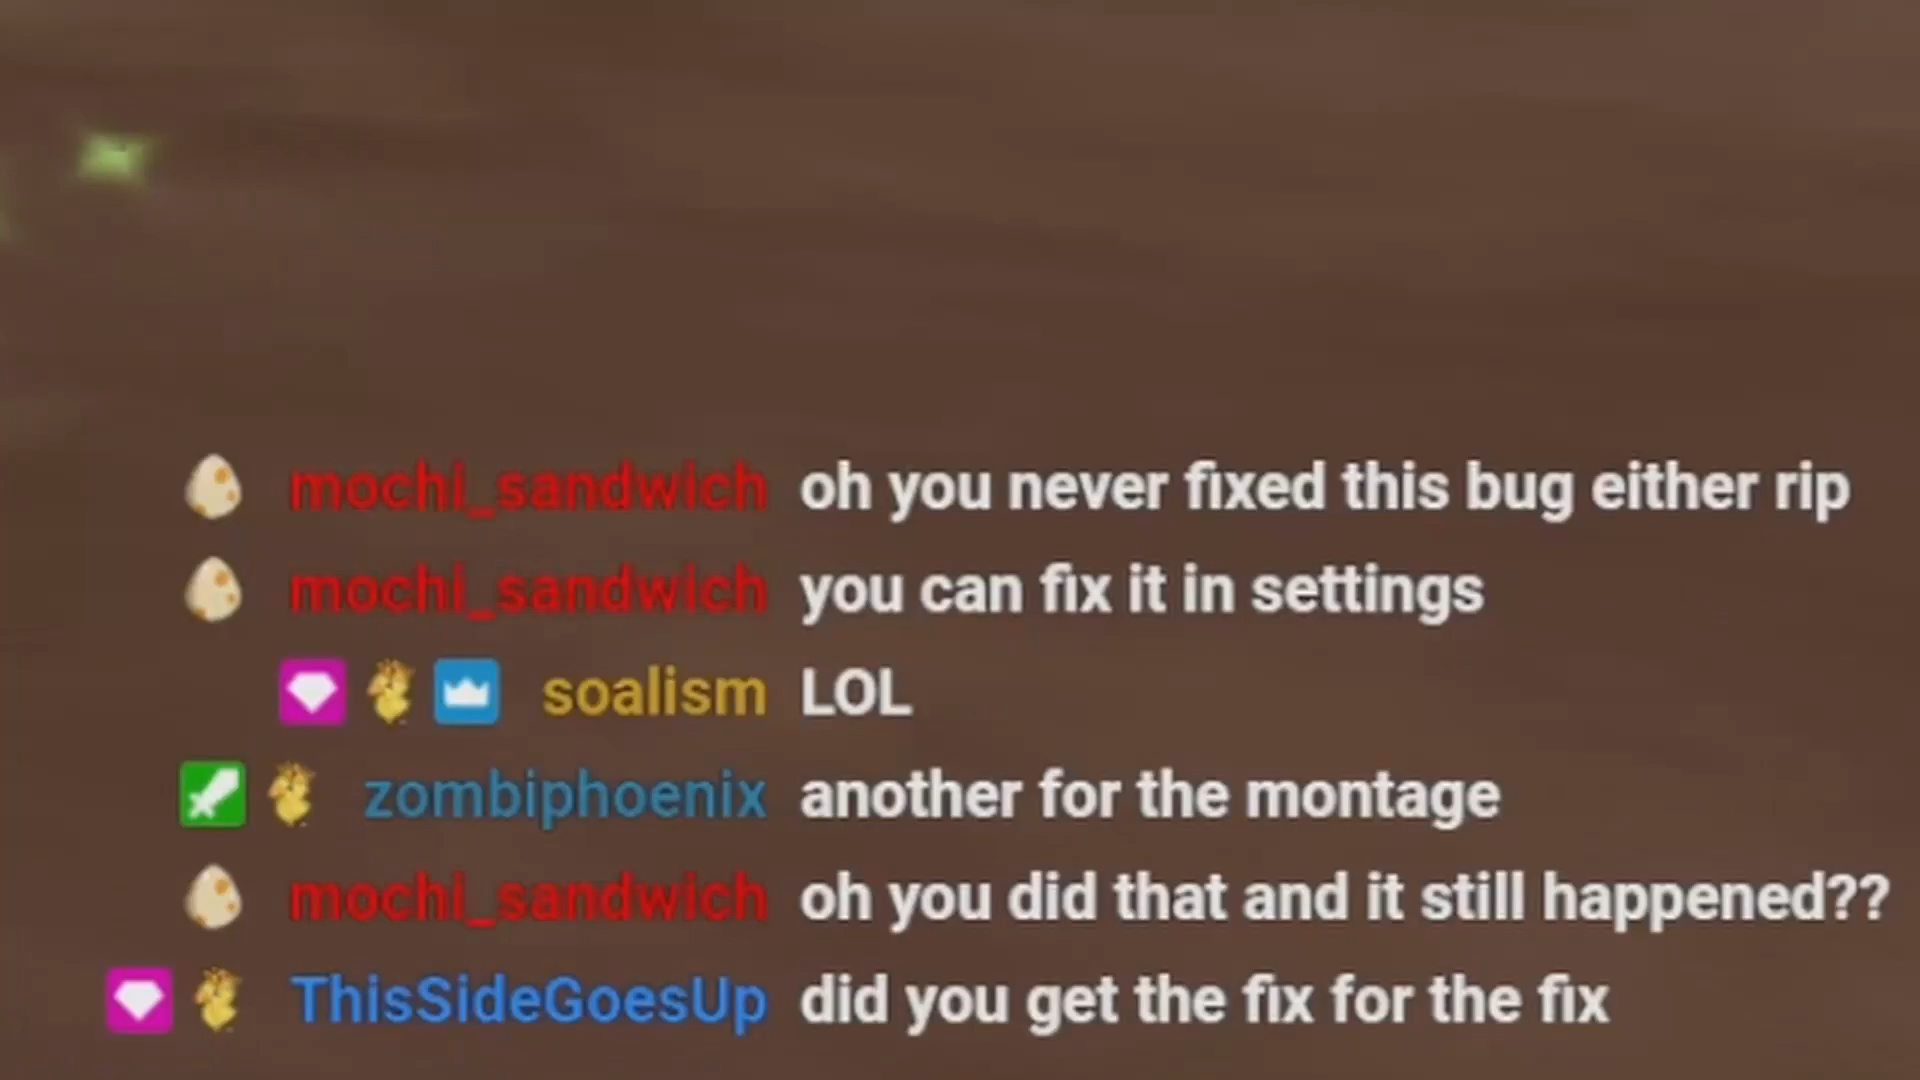 mochi_sandwich oh you never fixed this bug either rip
mochi_sandwich you can fix it in settings
soalism LOL
zombiphoenix another for the montage
mochi_sandwich oh you did that and it still happened??
ThisSideGoesUp did you get the fix for the fix